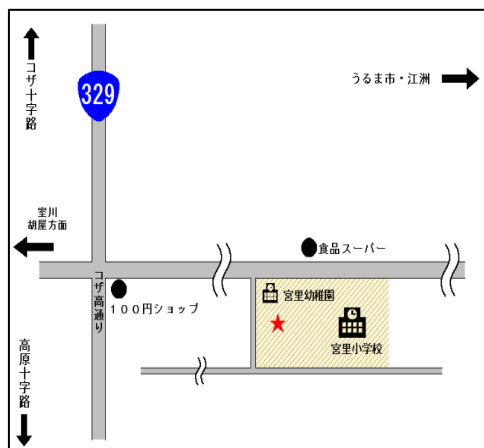 コザ十字路
329
うるま市・江洲
室川
胡屋方面
食品スーパー
コザ高通り
100円ショップ
宮里幼稚園
宮里小学校
高原十字路